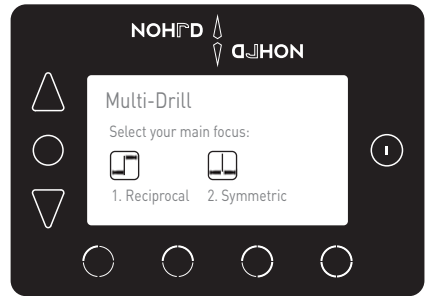 NOHrD
NOHrD
Multi-Drill
Select your main focus:
1. Reciprocal 2. Symmetric